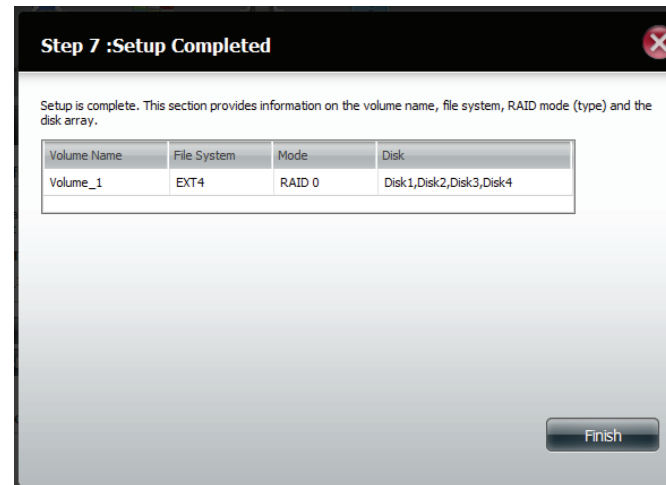 Step 7 :Setup Completed
Setup is complete. This section provides information on the volume name, file system, RAID mode (type) and the
disk array.
Volume Name File System Mode Disk
Volume_1 EXT4 RAID 0 Disk1,Disk2,Disk3,Disk4
Finish